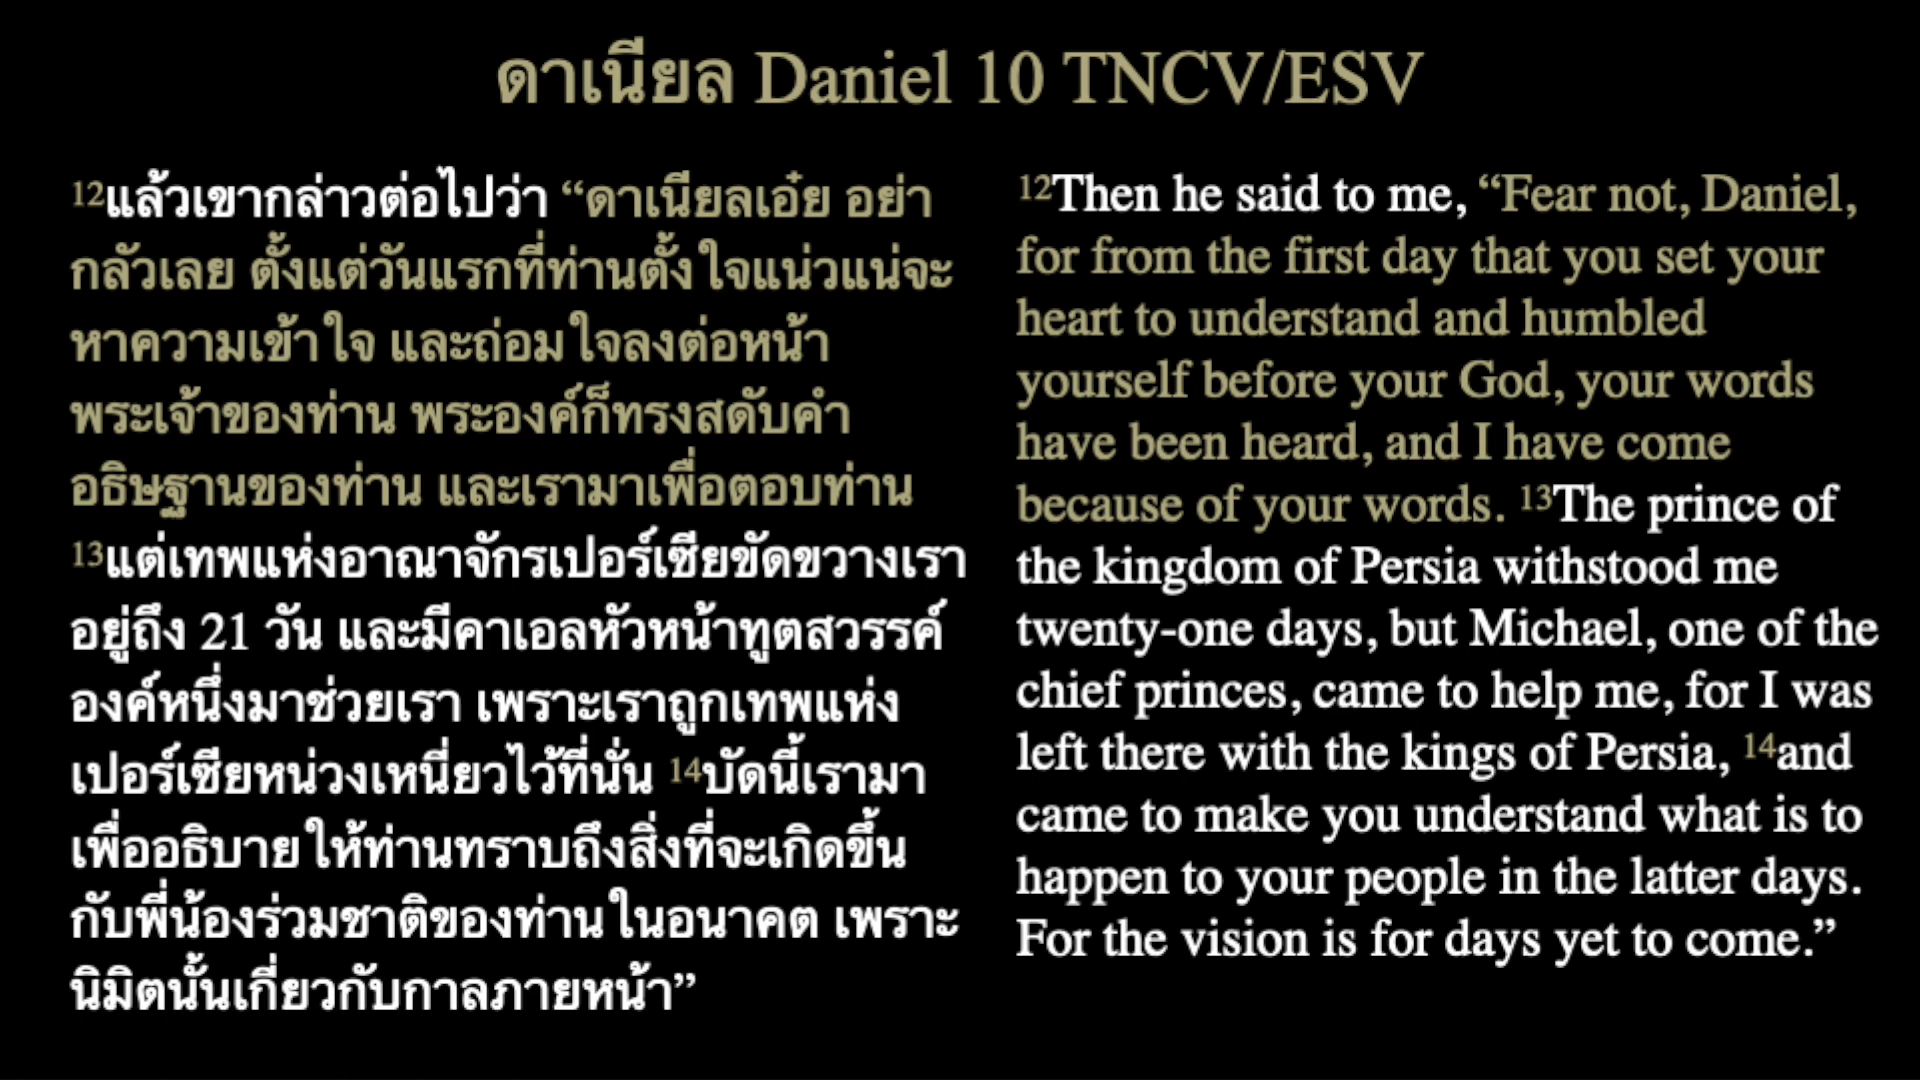 ดาเนียล Daniel 10 TNCV/ESV
12แล้วเขากล่าวต่อไปว่า “ดาเนียลเอ๋ย อย่า
กลัวเลย ตั้งแต่วันแรกที่ท่านตั้งใจแน่วแน่จะ
หาความเข้าใจ และถ่อมใจลงต่อหน้า
พระเจ้าของท่าน พระองค์ก็ทรงสดับคำ
อธิษฐานของท่าน และเรามาเพื่อตอบท่าน
13แต่เทพแห่งอาณาจักรเปอร์เซียขัดขวางเรา
อยู่ถึง 21 วัน และมีคาเอลหัวหน้าทูตสวรรค์
องค์หนึ่งมาช่วยเรา เพราะเราถูกเทพแห่ง
เปอร์เซียหน่วงเหนี่ยวไว้ที่นั่น 14บัดนี้เรามา
เพื่ออธิบายให้ท่านทราบถึงสิ่งที่จะเกิดขึ้น
กับพี่น้องร่วมชาติของท่านในอนาคต เพราะ
นิมิตนั้นเกี่ยวกับกาลภายหน้า”
12Then he said to me, “Fear not, Daniel,
for from the first day that you set your
heart to understand and humbled
yourself before your God, your words
have been heard, and I have come
because of your words. 13The prince of
the kingdom of Persia withstood me
twenty-one days, but Michael, one of the
chief princes, came to help me, for I was
left there with the kings of Persia, 14and
came to make you understand what is to
happen to your people in the latter days.
For the vision is for days yet to come.”